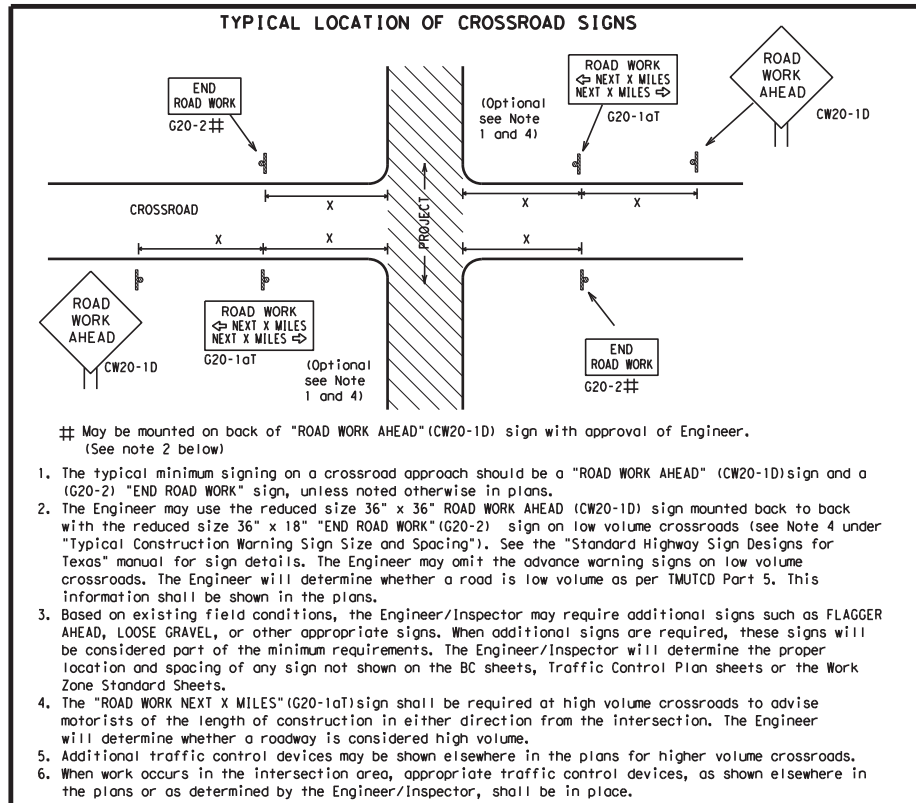 TYPICAL LOCATION OF CROSSROAD SIGNS
END
ROAD WORK
G20-2#
(Optional
see Note
1 and 4)
ROAD WORK
⇦ NEXT X MILES
NEXT X MILES ⇨
G20-1aT
ROAD
WORK
AHEAD
CW20-1D
CROSSROAD
X
X
X
PROJECT
X
X
X
ROAD
WORK
AHEAD
CW20-1D
ROAD WORK
⇦ NEXT X MILES
NEXT X MILES ⇨
G20-1aT
(Optional
see Note
1 and 4)
END
ROAD WORK
G20-2#
# May be mounted on back of "ROAD WORK AHEAD"(CW20-1D) sign with approval of Engineer.
(See note 2 below)
1. The typical minimum signing on a crossroad approach should be a "ROAD WORK AHEAD" (CW20-1D)sign and a
(G20-2) "END ROAD WORK" sign, unless noted otherwise in plans.
2. The Engineer may use the reduced size 36" x 36" ROAD WORK AHEAD (CW20-1D) sign mounted back to back
with the reduced size 36" x 18" "END ROAD WORK"(G20-2) sign on low volume crossroads (see Note 4 under
"Typical Construction Warning Sign Size and Spacing"). See the "Standard Highway Sign Designs for
Texas" manual for sign details. The Engineer may omit the advance warning signs on low volume
crossroads. The Engineer will determine whether a road is low volume as per TMUTCD Part 5. This
information shall be shown in the plans.
3. Based on existing field conditions, the Engineer/Inspector may require additional signs such as FLAGGER
AHEAD, LOOSE GRAVEL, or other appropriate signs. When additional signs are required, these signs will
be considered part of the minimum requirements. The Engineer/Inspector will determine the proper
location and spacing of any sign not shown on the BC sheets, Traffic Control Plan sheets or the Work
Zone Standard Sheets.
4. The "ROAD WORK NEXT X MILES"(G20-1aT)sign shall be required at high volume crossroads to advise
motorists of the length of construction in either direction from the intersection. The Engineer
will determine whether a roadway is considered high volume.
5. Additional traffic control devices may be shown elsewhere in the plans for higher volume crossroads.
6. When work occurs in the intersection area, appropriate traffic control devices, as shown elsewhere in
the plans or as determined by the Engineer/Inspector, shall be in place.